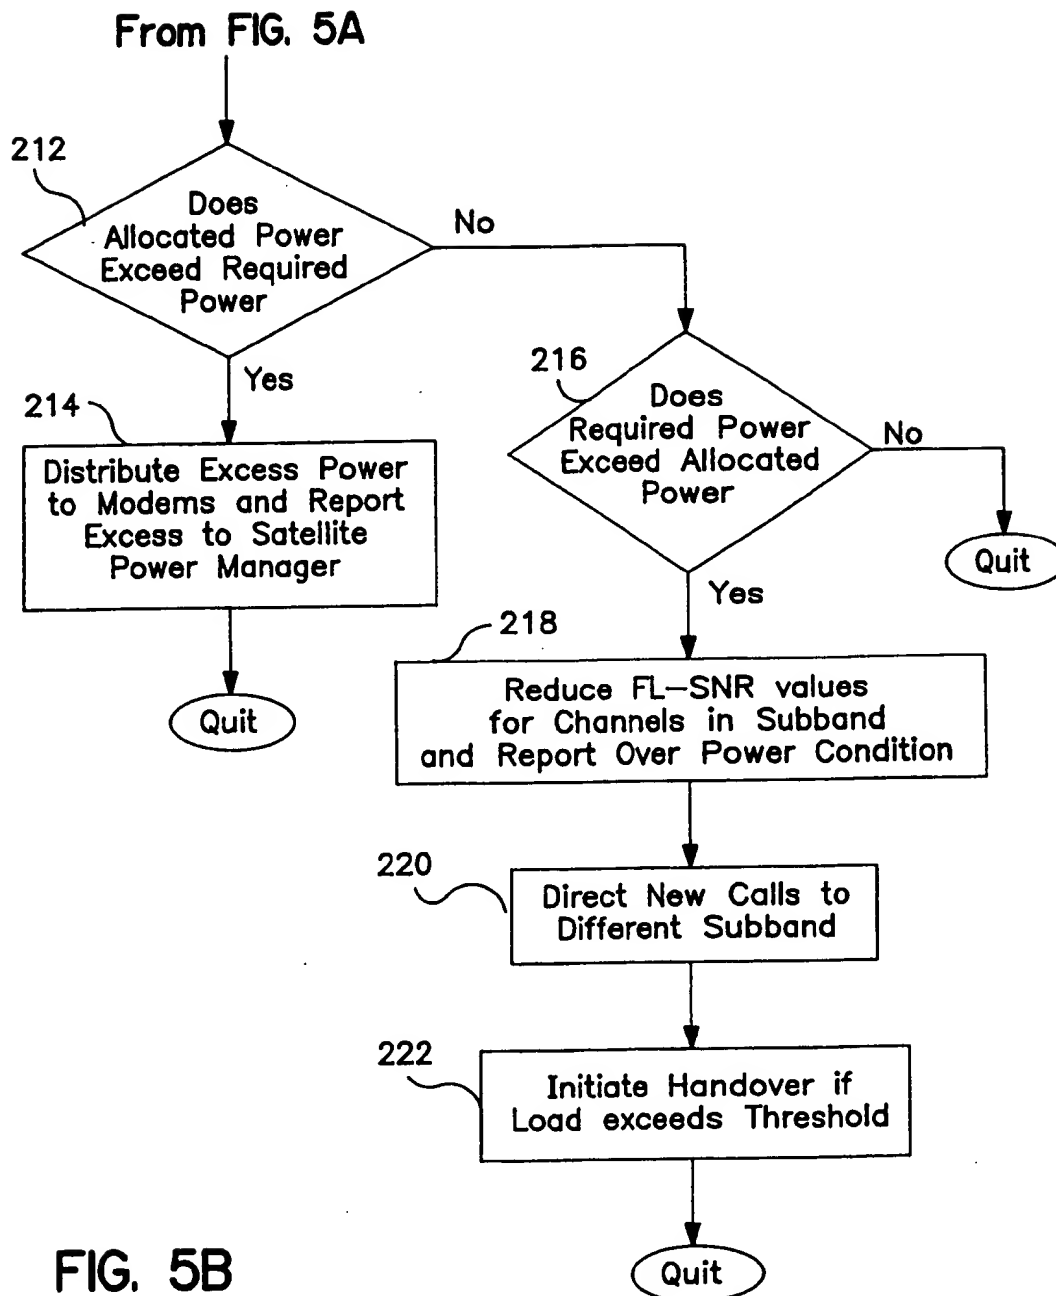 From FIG. 5A
212
Does
Allocated Power
Exceed Required
Power
No
Yes
214
Distribute Excess Power
to Modems and Report
Excess to Satellite
Power Manager
Quit
216
Does
Required Power
Exceed Allocated
Power
No
Quit
Yes
218
Reduce FL-SNR values
for Channels in Subband
and Report Over Power Condition
220
Direct New Calls to
Different Subband
222
Initiate Handover if
Load exceeds Threshold
Quit
FIG. 5B